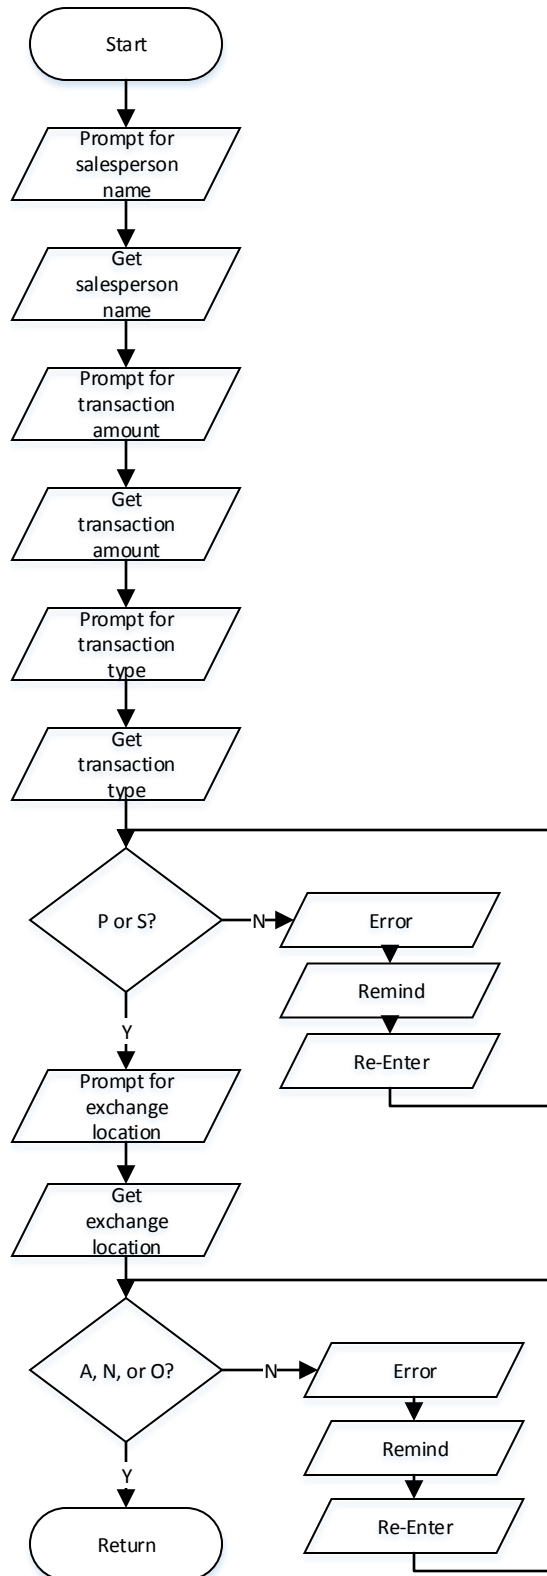 Start
Prompt for
salesperson
name
Get
salesperson
name
Prompt for
transaction
amount
Get
transaction
amount
Prompt for
transaction
type
Get
transaction
type
P or S?
N
Error
Remind
Re-Enter
Y
Prompt for
exchange
location
Get
exchange
location
A, N, or O?
N
Error
Remind
Re-Enter
Y
Return